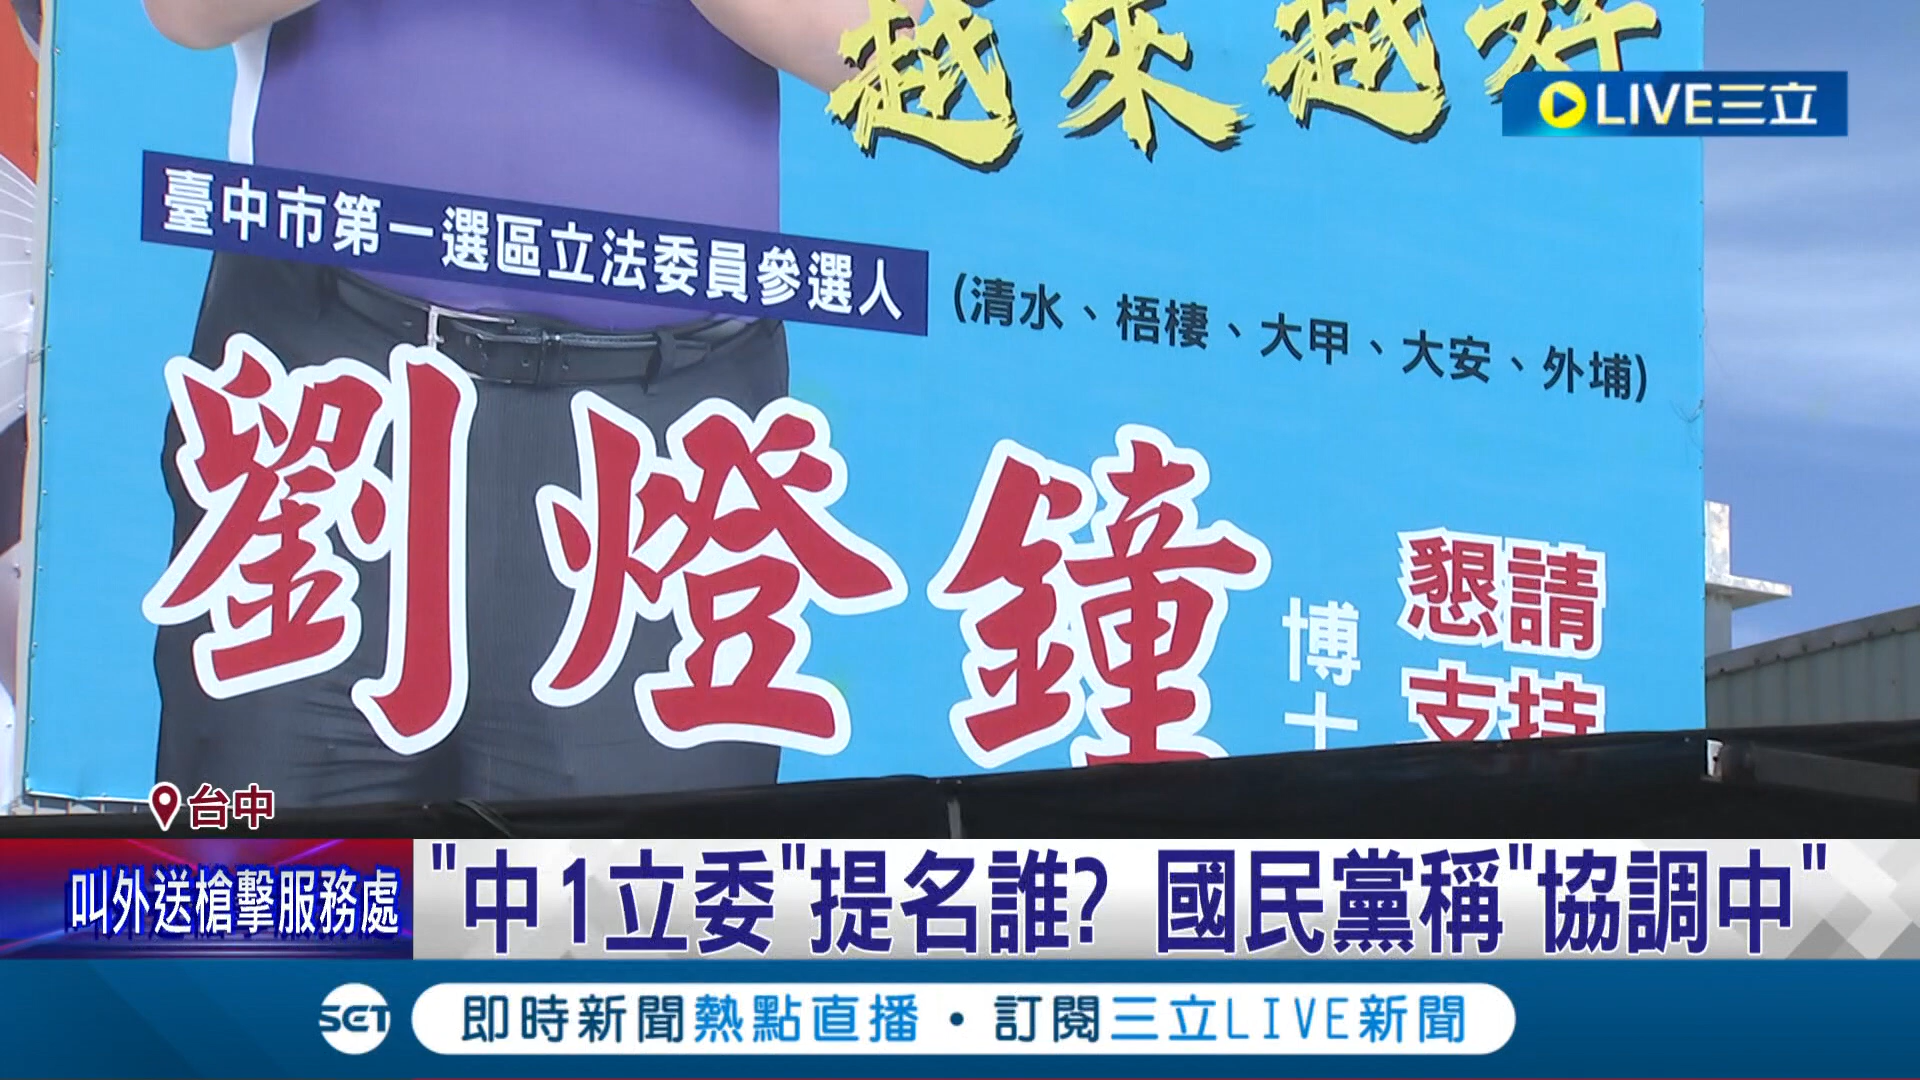 越來越好
LIVE三立
臺中市第一選區立法委員參選人
(清水、梧棲、大甲、大安、外埔)
劉燈鐘
博士
懇請
支持
台中
叫外送槍擊服務處
"中1立委"提名誰? 國民黨稱"協調中"
SET
即時新聞熱點直播・訂閱三立LIVE新聞